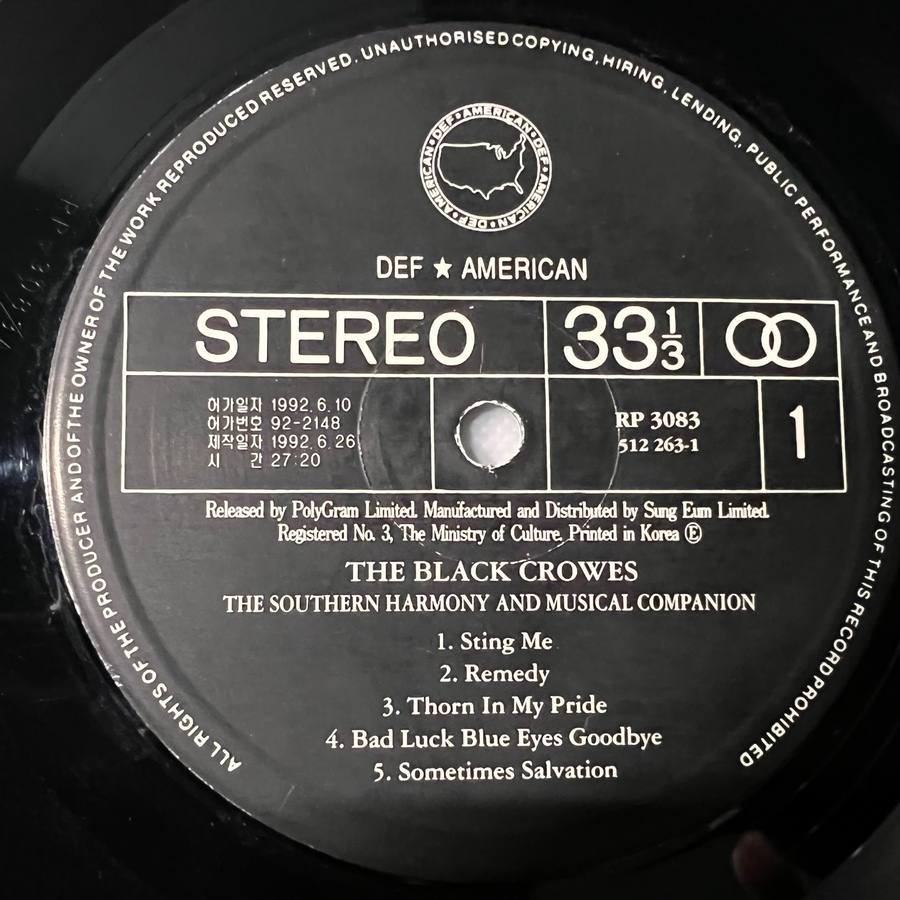 ALL RIGHTS OF THE PRODUCER AND OF THE OWNER OF THE WORK REPRODUCED RESERVED. UNAUTHORISED COPYING, HIRING, LENDING, PUBLIC PERFORMANCE AND BROADCASTING OF THIS RECORD PROHIBITED
DEF·AMERICAN·DEF·AMERICAN·DEF·AMERICAN·
DEF ★ AMERICAN
STEREO 33 1/3
허가일자 1992.6.10
허가번호 92-2148
제작일자 1992.6.26
시 간 27:20
RP 3083
512 263-1
1
Released by PolyGram Limited. Manufactured and Distributed by Sung Eum Limited.
Registered No. 3, The Ministry of Culture. Printed in Korea Ⓔ
THE BLACK CROWES
THE SOUTHERN HARMONY AND MUSICAL COMPANION
1. Sting Me
2. Remedy
3. Thorn In My Pride
4. Bad Luck Blue Eyes Goodbye
5. Sometimes Salvation